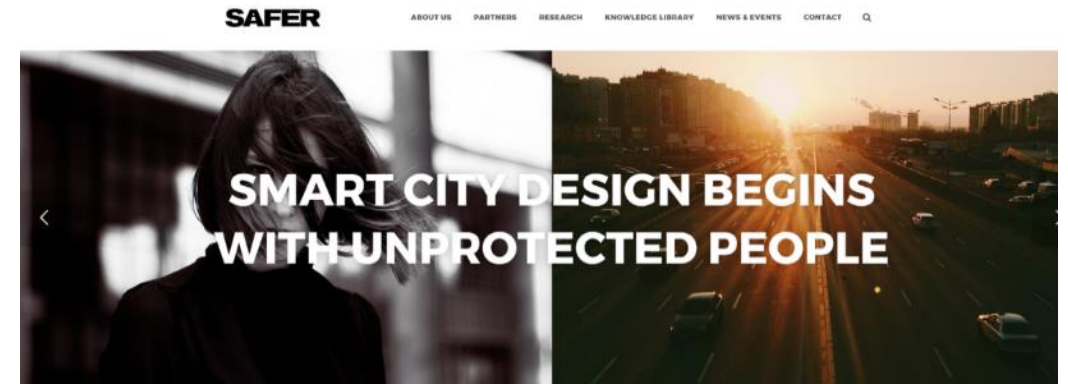 SAFER
ABOUT US PARTNERS RESEARCH KNOWLEDGE LIBRARY NEWS & EVENTS CONTACT
SMART CITY DESIGN BEGINS
WITH UNPROTECTED PEOPLE